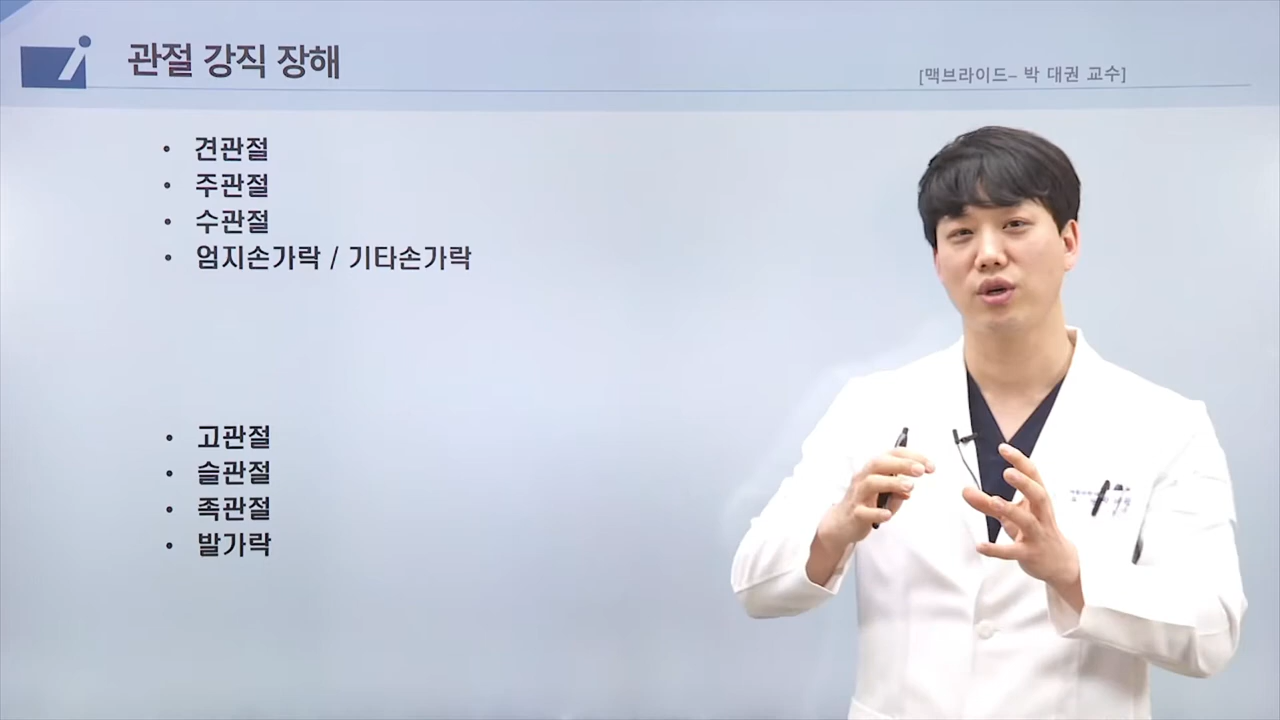 관절 강직 장해
[맥브라이드– 박 대권 교수]
• 견관절
• 주관절
• 수관절
• 엄지손가락 / 기타손가락
• 고관절
• 슬관절
• 족관절
• 발가락